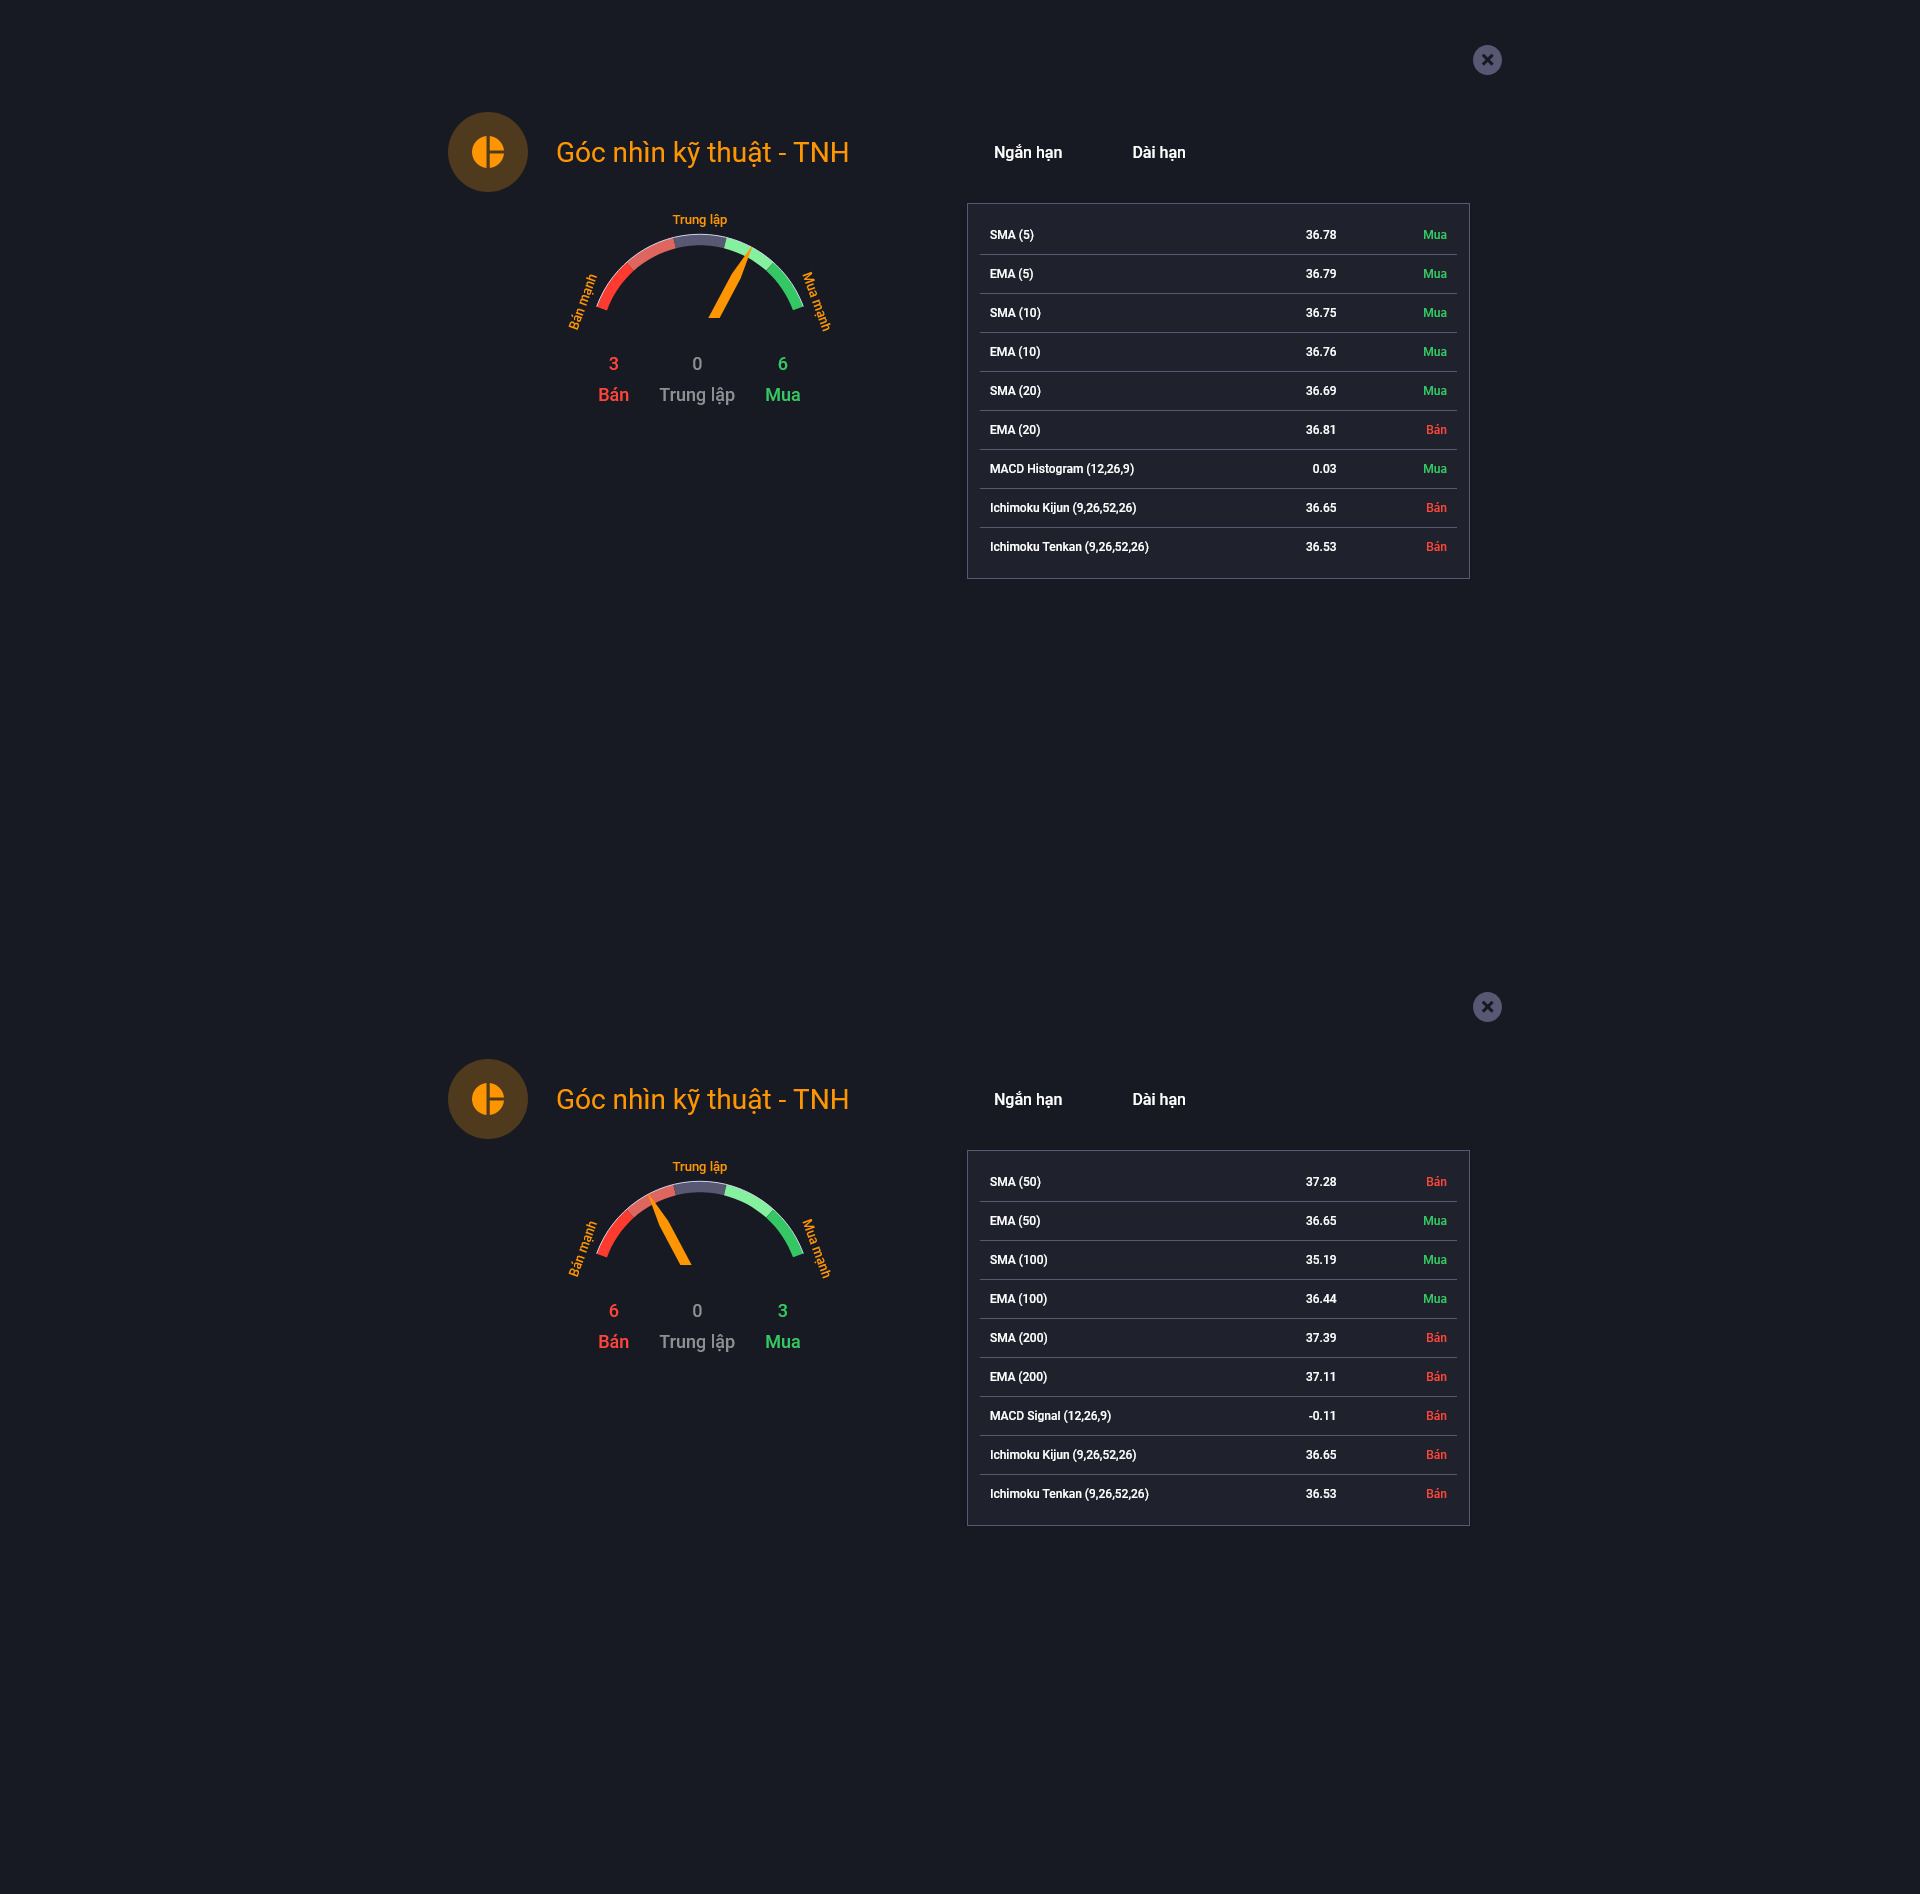 Góc nhìn kỹ thuật - TNH
Ngắn hạn Dài hạn
Trung lập
Bán mạnh
Mua mạnh
3 0 6
Bán Trung lập Mua
SMA (5) 36.78 Mua
EMA (5) 36.79 Mua
SMA (10) 36.75 Mua
EMA (10) 36.76 Mua
SMA (20) 36.69 Mua
EMA (20) 36.81 Bán
MACD Histogram (12,26,9) 0.03 Mua
Ichimoku Kijun (9,26,52,26) 36.65 Bán
Ichimoku Tenkan (9,26,52,26) 36.53 Bán
Góc nhìn kỹ thuật - TNH
Ngắn hạn Dài hạn
Trung lập
Bán mạnh
Mua mạnh
6 0 3
Bán Trung lập Mua
SMA (50) 37.28 Bán
EMA (50) 36.65 Mua
SMA (100) 35.19 Mua
EMA (100) 36.44 Mua
SMA (200) 37.39 Bán
EMA (200) 37.11 Bán
MACD Signal (12,26,9) -0.11 Bán
Ichimoku Kijun (9,26,52,26) 36.65 Bán
Ichimoku Tenkan (9,26,52,26) 36.53 Bán